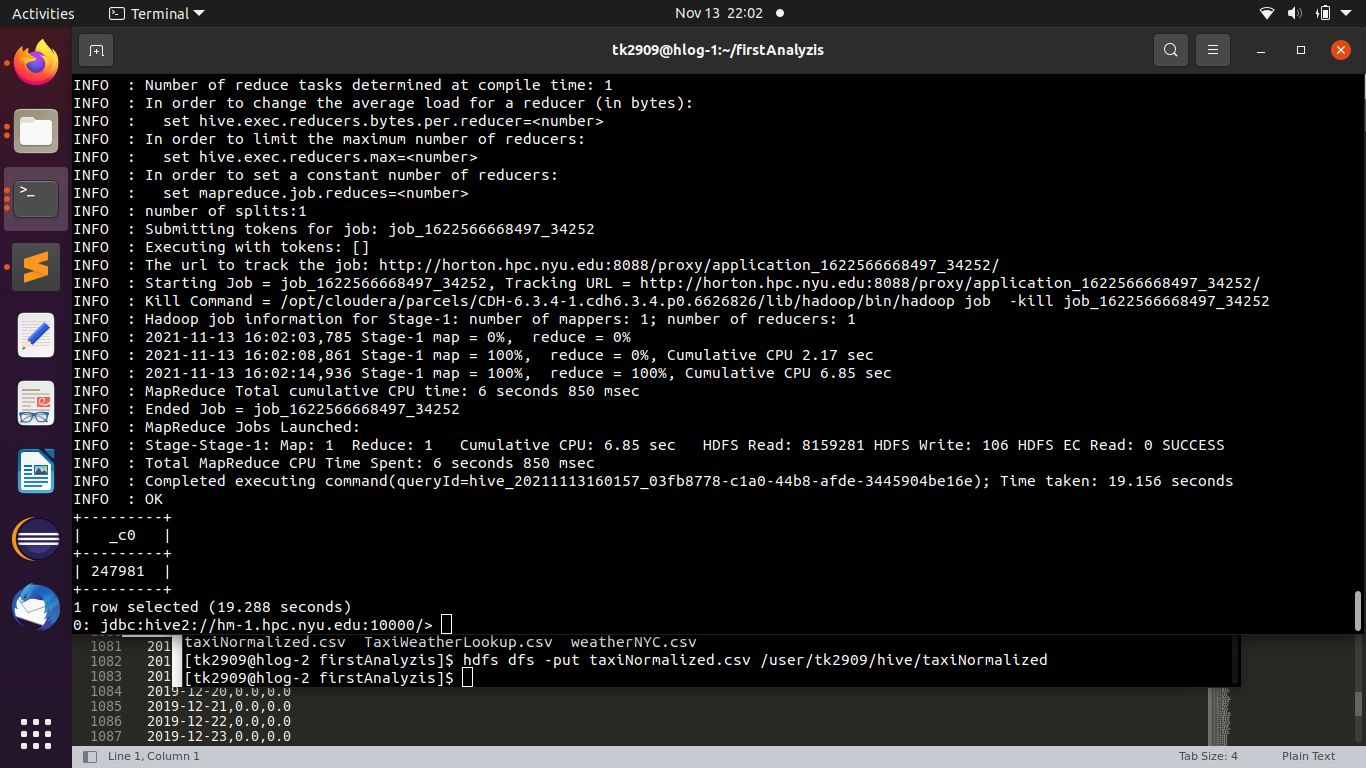 Activities
Terminal
Nov 13 22:02
tk2909@hlog-1:~/firstAnalyzis
INFO  : Number of reduce tasks determined at compile time: 1
INFO  : In order to change the average load for a reducer (in bytes):
INFO  :   set hive.exec.reducers.bytes.per.reducer=<number>
INFO  : In order to limit the maximum number of reducers:
INFO  :   set hive.exec.reducers.max=<number>
INFO  : In order to set a constant number of reducers:
INFO  :   set mapreduce.job.reduces=<number>
INFO  : number of splits:1
INFO  : Submitting tokens for job: job_1622566668497_34252
INFO  : Executing with tokens: []
INFO  : The url to track the job: http://horton.hpc.nyu.edu:8088/proxy/application_1622566668497_34252/
INFO  : Starting Job = job_1622566668497_34252, Tracking URL = http://horton.hpc.nyu.edu:8088/proxy/application_1622566668497_34252/
INFO  : Kill Command = /opt/cloudera/parcels/CDH-6.3.4-1.cdh6.3.4.p0.6626826/lib/hadoop/bin/hadoop job  -kill job_1622566668497_34252
INFO  : Hadoop job information for Stage-1: number of mappers: 1; number of reducers: 1
INFO  : 2021-11-13 16:02:03,785 Stage-1 map = 0%,  reduce = 0%
INFO  : 2021-11-13 16:02:08,861 Stage-1 map = 100%,  reduce = 0%, Cumulative CPU 2.17 sec
INFO  : 2021-11-13 16:02:14,936 Stage-1 map = 100%,  reduce = 100%, Cumulative CPU 6.85 sec
INFO  : MapReduce Total cumulative CPU time: 6 seconds 850 msec
INFO  : Ended Job = job_1622566668497_34252
INFO  : MapReduce Jobs Launched:
INFO  : Stage-Stage-1: Map: 1  Reduce: 1   Cumulative CPU: 6.85 sec   HDFS Read: 8159281 HDFS Write: 106 HDFS EC Read: 0 SUCCESS
INFO  : Total MapReduce CPU Time Spent: 6 seconds 850 msec
INFO  : Completed executing command(queryId=hive_20211113160157_03fb8778-c1a0-44b8-afde-3445904be16e); Time taken: 19.156 seconds
INFO  : OK
+---------+
|   _c0   |
+---------+
| 247981  |
+---------+
1 row selected (19.288 seconds)
0: jdbc:hive2://hm-1.hpc.nyu.edu:10000/>
taxiNormalized.csv  TaxiWeatherLookup.csv  weatherNYC.csv
[tk2909@hlog-2 firstAnalyzis]$ hdfs dfs -put taxiNormalized.csv /user/tk2909/hive/taxiNormalized
[tk2909@hlog-2 firstAnalyzis]$
1081 201
1082 201
1083 201
1084 2019-12-20,0.0,0.0
1085 2019-12-21,0.0,0.0
1086 2019-12-22,0.0,0.0
1087 2019-12-23,0.0,0.0
Line 1, Column 1
Tab Size: 4
Plain Text